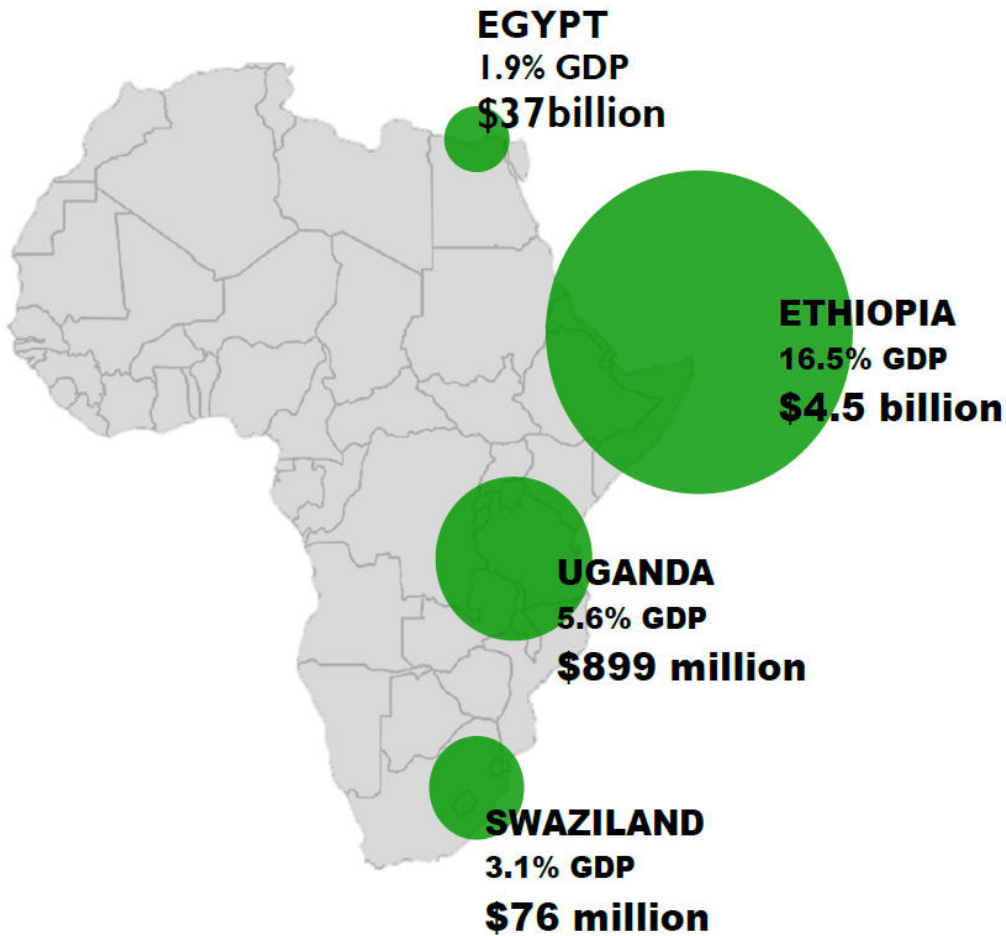 EGYPT
1.9% GDP
$37billion
ETHIOPIA
16.5% GDP
$4.5 billion
UGANDA
5.6% GDP
$899 million
SWAZILAND
3.1% GDP
$76 million